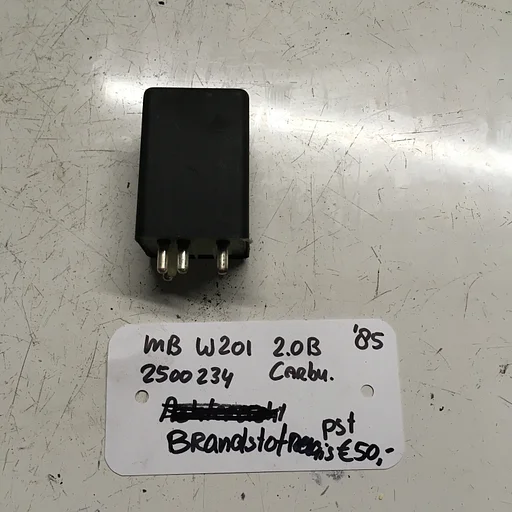 MB W201 2.0B '85
2500234 Carbu.
pst
Brandstofrelais €50,-